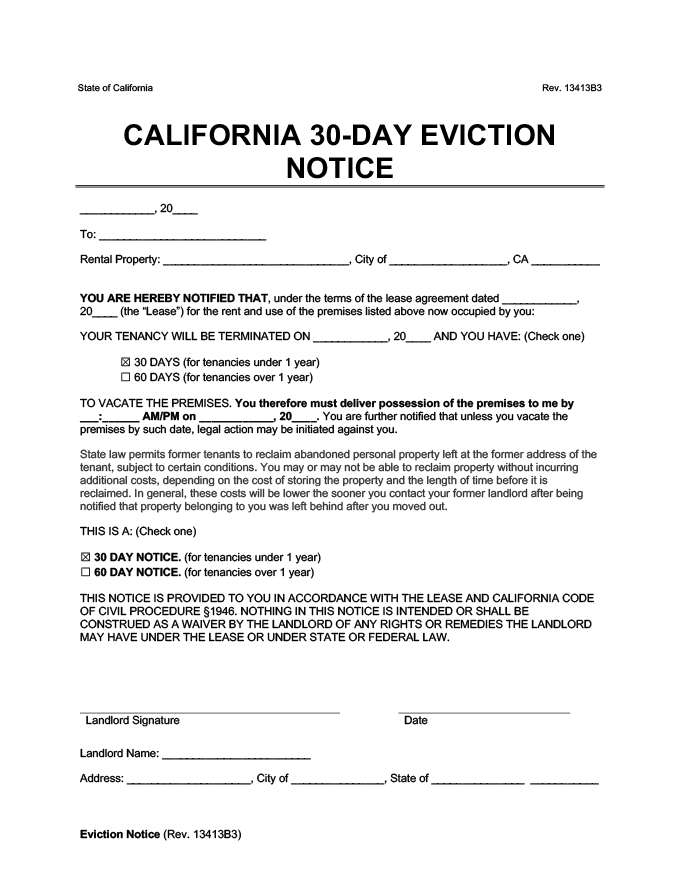 State of California Rev. 13413B3
CALIFORNIA 30-DAY EVICTION
NOTICE
____________, 20____
To: ___________________________
Rental Property: ______________________________, City of ___________________, CA ___________
YOU ARE HEREBY NOTIFIED THAT, under the terms of the lease agreement dated ____________,
20____ (the “Lease”) for the rent and use of the premises listed above now occupied by you:
YOUR TENANCY WILL BE TERMINATED ON ____________, 20____ AND YOU HAVE: (Check one)
☒ 30 DAYS (for tenancies under 1 year)
☐ 60 DAYS (for tenancies over 1 year)
TO VACATE THE PREMISES. You therefore must deliver possession of the premises to me by
___:______ AM/PM on ____________, 20____. You are further notified that unless you vacate the
premises by such date, legal action may be initiated against you.
State law permits former tenants to reclaim abandoned personal property left at the former address of the
tenant, subject to certain conditions. You may or may not be able to reclaim property without incurring
additional costs, depending on the cost of storing the property and the length of time before it is
reclaimed. In general, these costs will be lower the sooner you contact your former landlord after being
notified that property belonging to you was left behind after you moved out.
THIS IS A: (Check one)
☒ 30 DAY NOTICE. (for tenancies under 1 year)
☐ 60 DAY NOTICE. (for tenancies over 1 year)
THIS NOTICE IS PROVIDED TO YOU IN ACCORDANCE WITH THE LEASE AND CALIFORNIA CODE
OF CIVIL PROCEDURE §1946. NOTHING IN THIS NOTICE IS INTENDED OR SHALL BE
CONSTRUED AS A WAIVER BY THE LANDLORD OF ANY RIGHTS OR REMEDIES THE LANDLORD
MAY HAVE UNDER THE LEASE OR UNDER STATE OR FEDERAL LAW.
Landlord Signature Date
Landlord Name: ________________________
Address: ____________________, City of _______________, State of _______________ ___________
Eviction Notice (Rev. 13413B3)